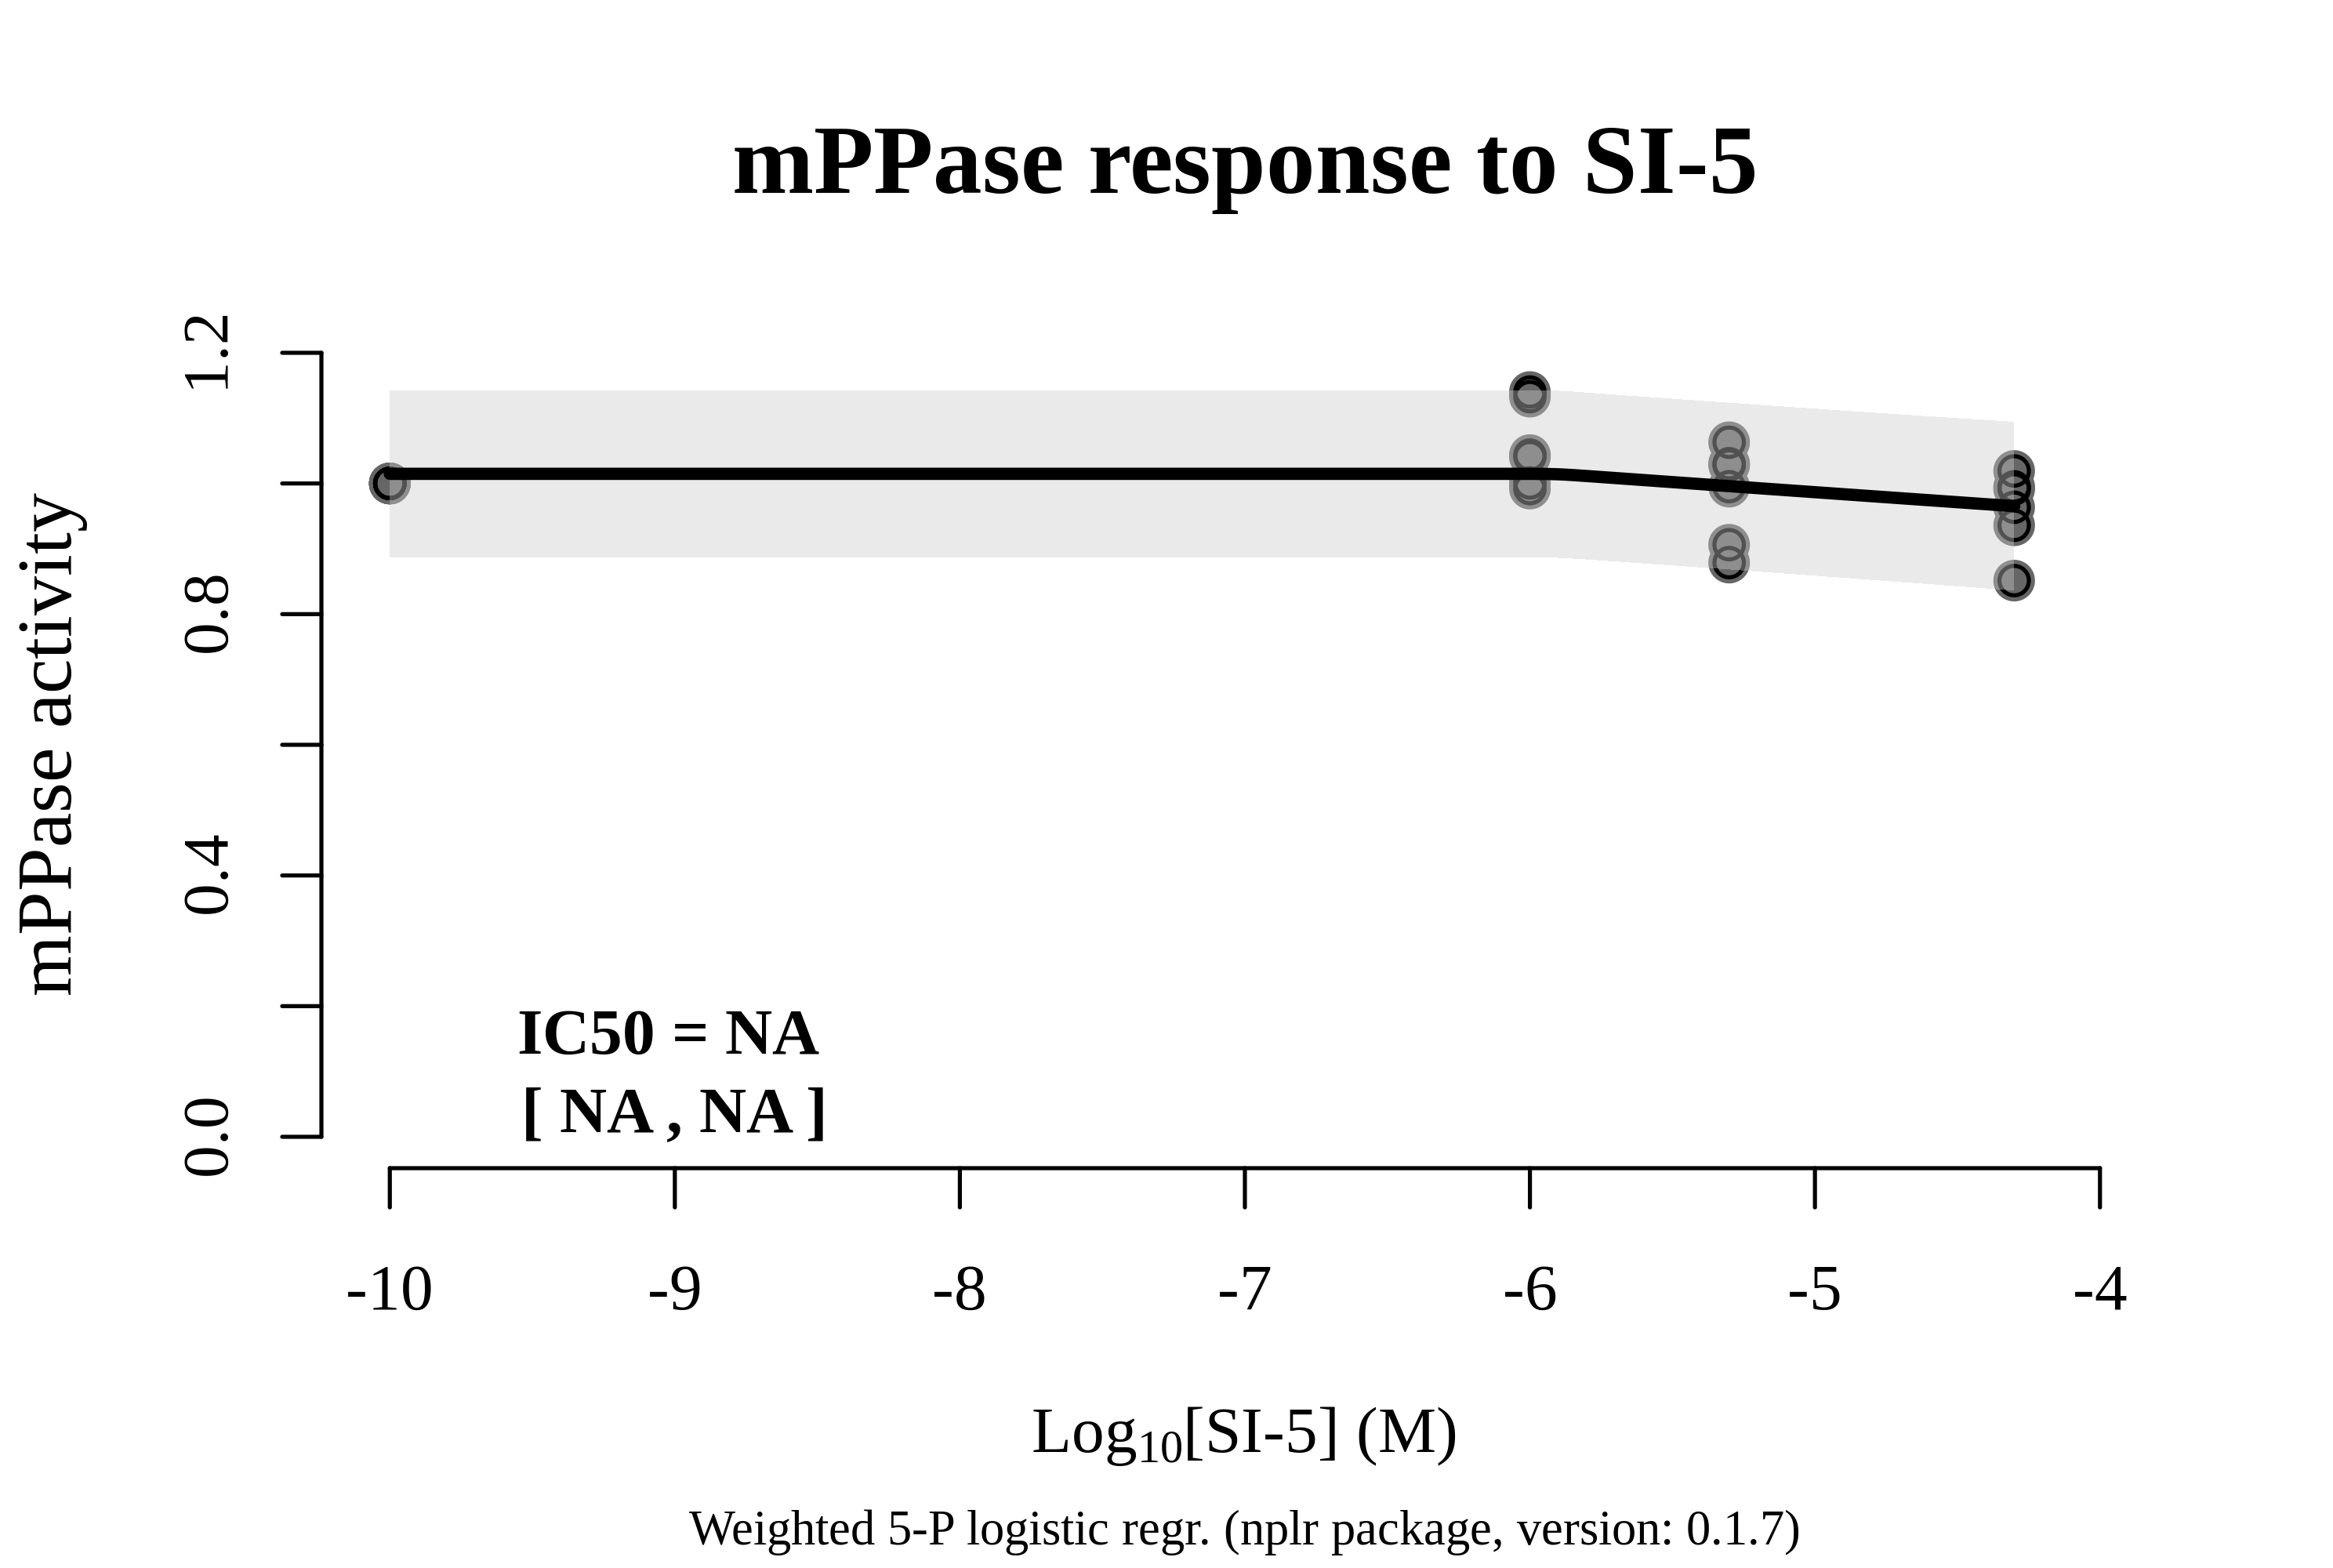 mPPase response to SI-5
mPPase activity
1.2
0.8
0.4
0.0
IC50 = NA
[ NA , NA ]
-10 -9 -8 -7 -6 -5 -4
Log₁₀[SI-5] (M)
Weighted 5-P logistic regr. (nplr package, version: 0.1.7)